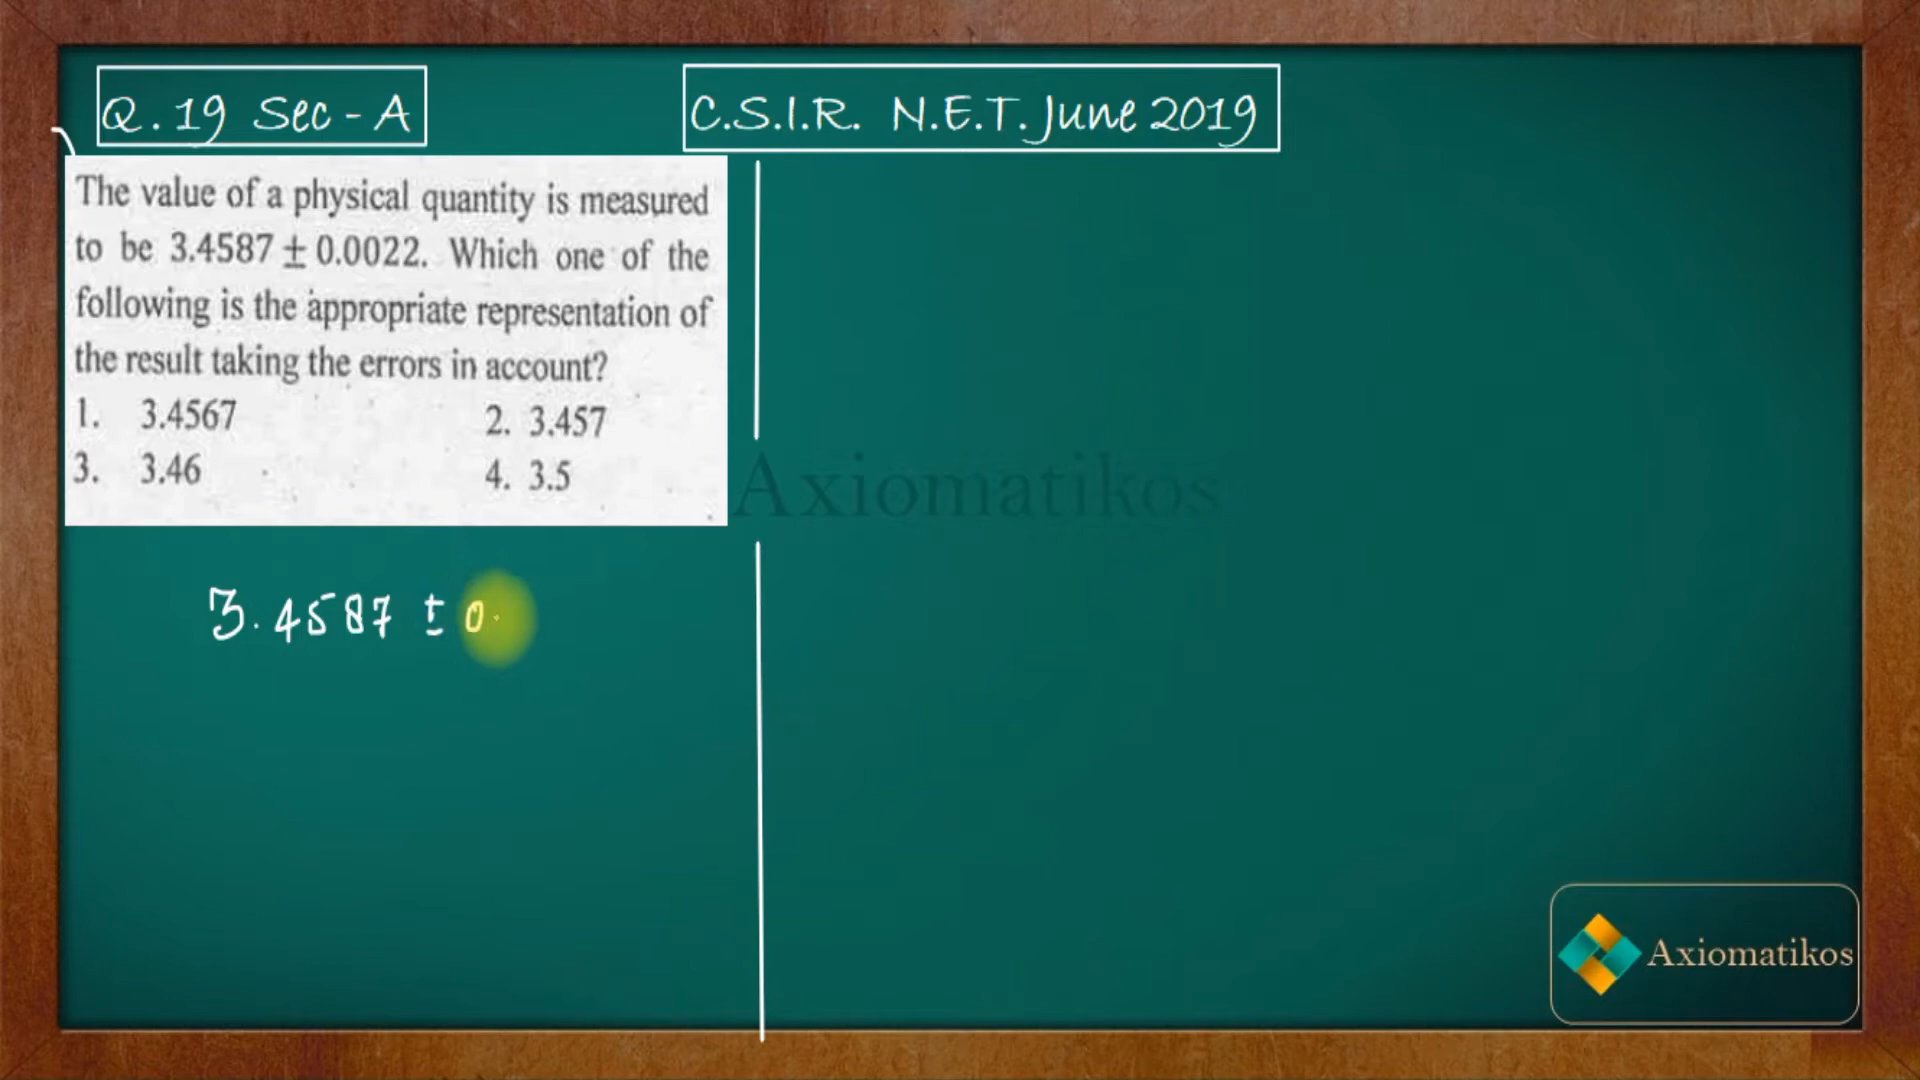 Q. 19 Sec - A
C.S.I.R. N.E.T. June 2019
The value of a physical quantity is measured
to be 3.4587 ± 0.0022. Which one of the
following is the appropriate representation of
the result taking the errors in account?
1. 3.4567 2. 3.457
3. 3.46 4. 3.5
Axiomatikos
3.4587 ± 0.
Axiomatikos